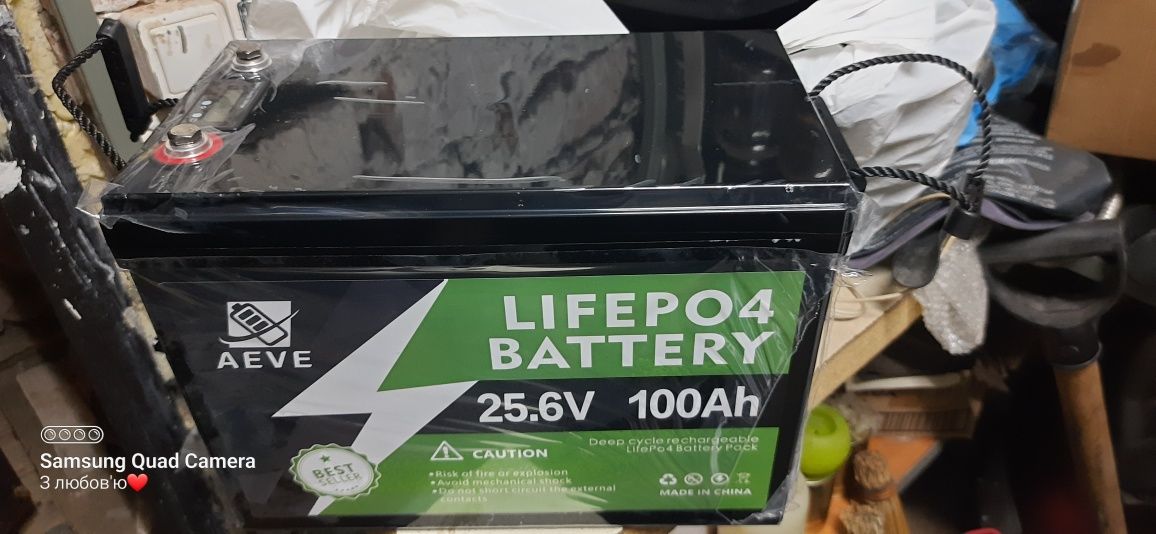 LIFEPO4
BATTERY
AEVE
25.6V 100Ah
Deep cycle rechargeable
LifePo4 Battery Pack
CAUTION
•Risk of fire or explosion
•Avoid mechanical shock
•Do not short circuit the external
contacts
BEST
SELLER
MADE IN CHINA
Samsung Quad Camera
З любов'ю❤️